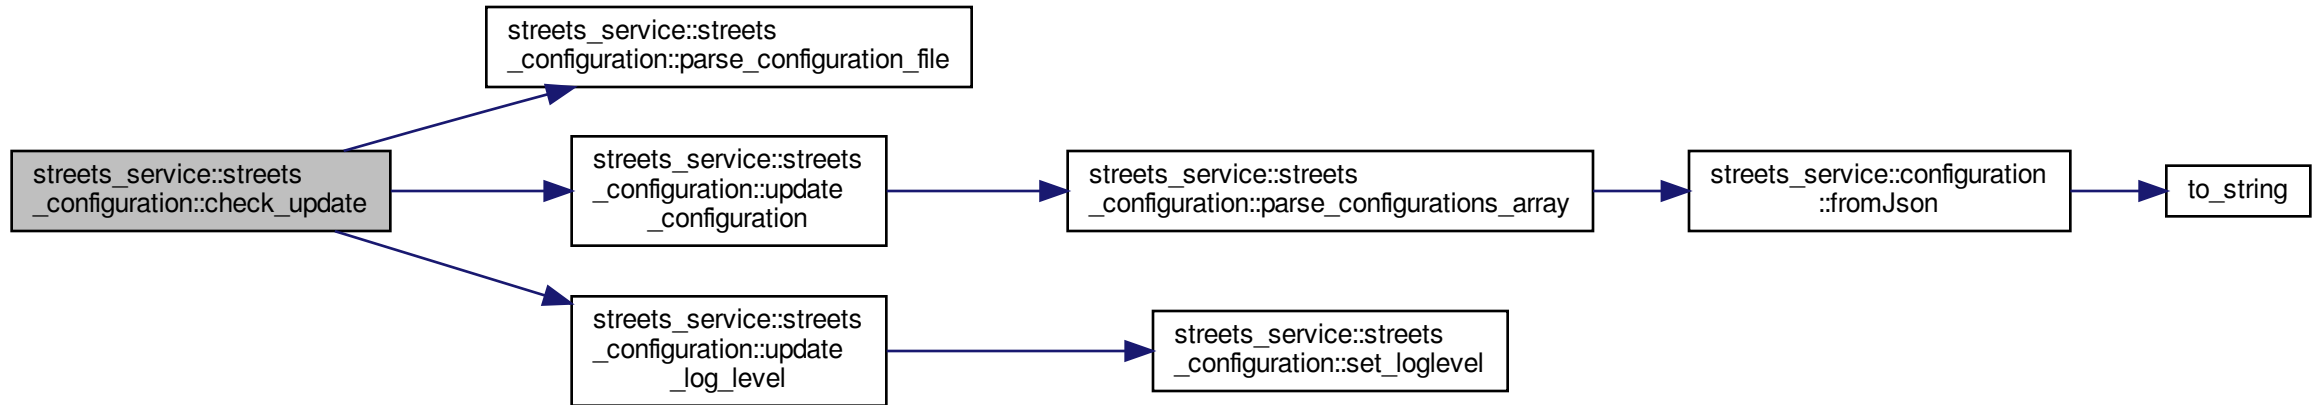 streets_service::streets
_configuration::parse_configuration_file
streets_service::streets
_configuration::check_update
streets_service::streets
_configuration::update
_configuration
streets_service::streets
_configuration::parse_configurations_array
streets_service::configuration
::fromJson
to_string
streets_service::streets
_configuration::update
_log_level
streets_service::streets
_configuration::set_loglevel